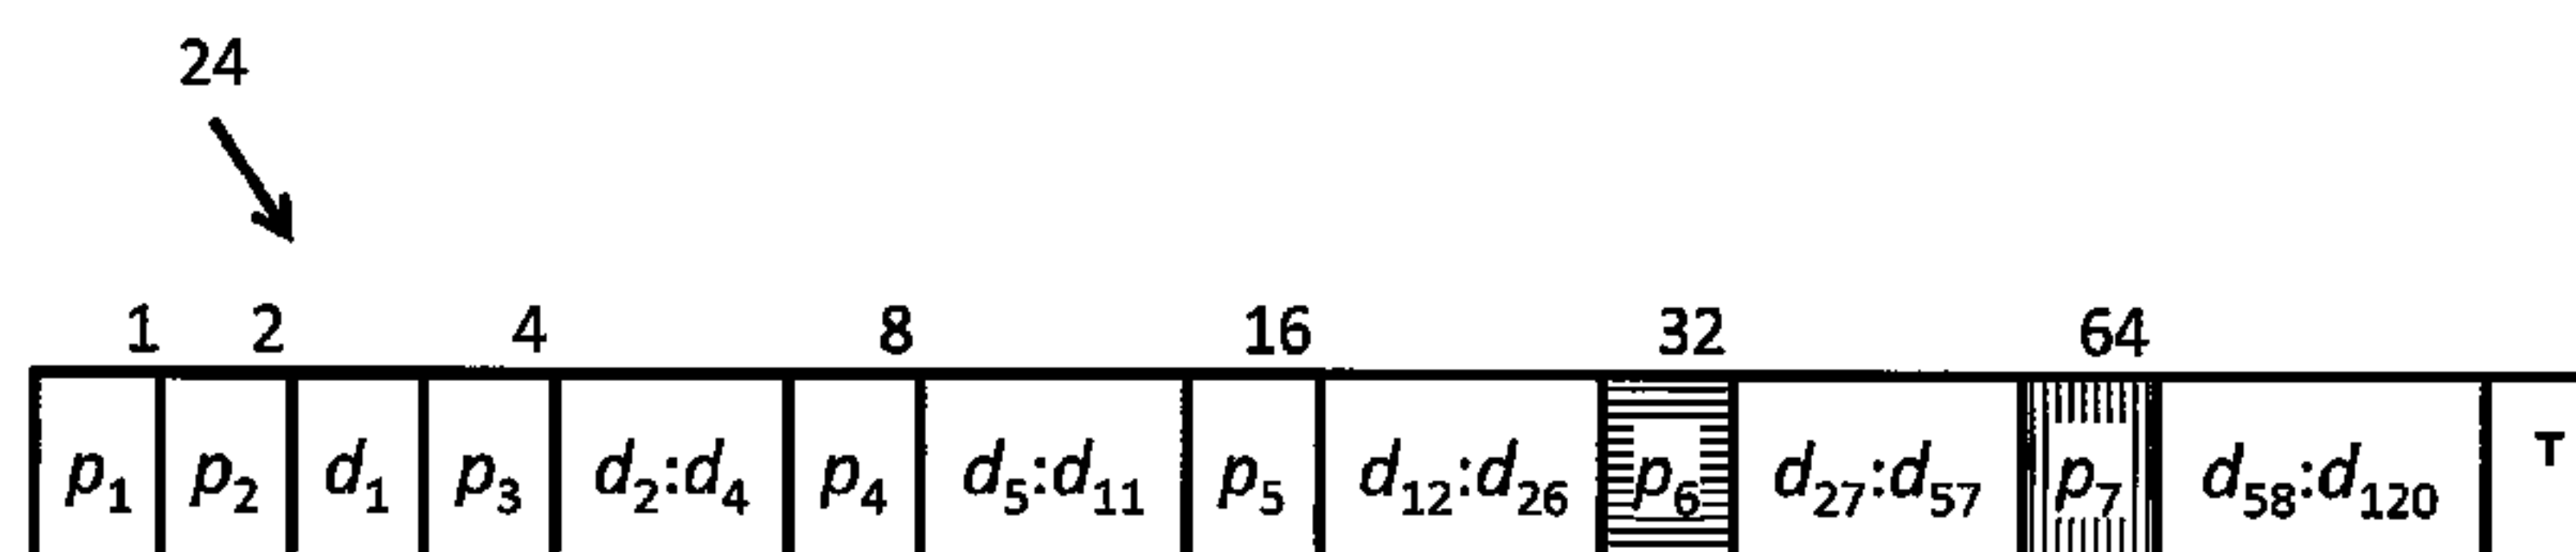 24
1 2 4 8 16 32 64
p₁ p₂ d₁ p₃ d₂:d₄ p₄ d₅:d₁₁ p₅ d₁₂:d₂₆ p₆ d₂₇:d₅₇ p₇ d₅₈:d₁₂₀ T